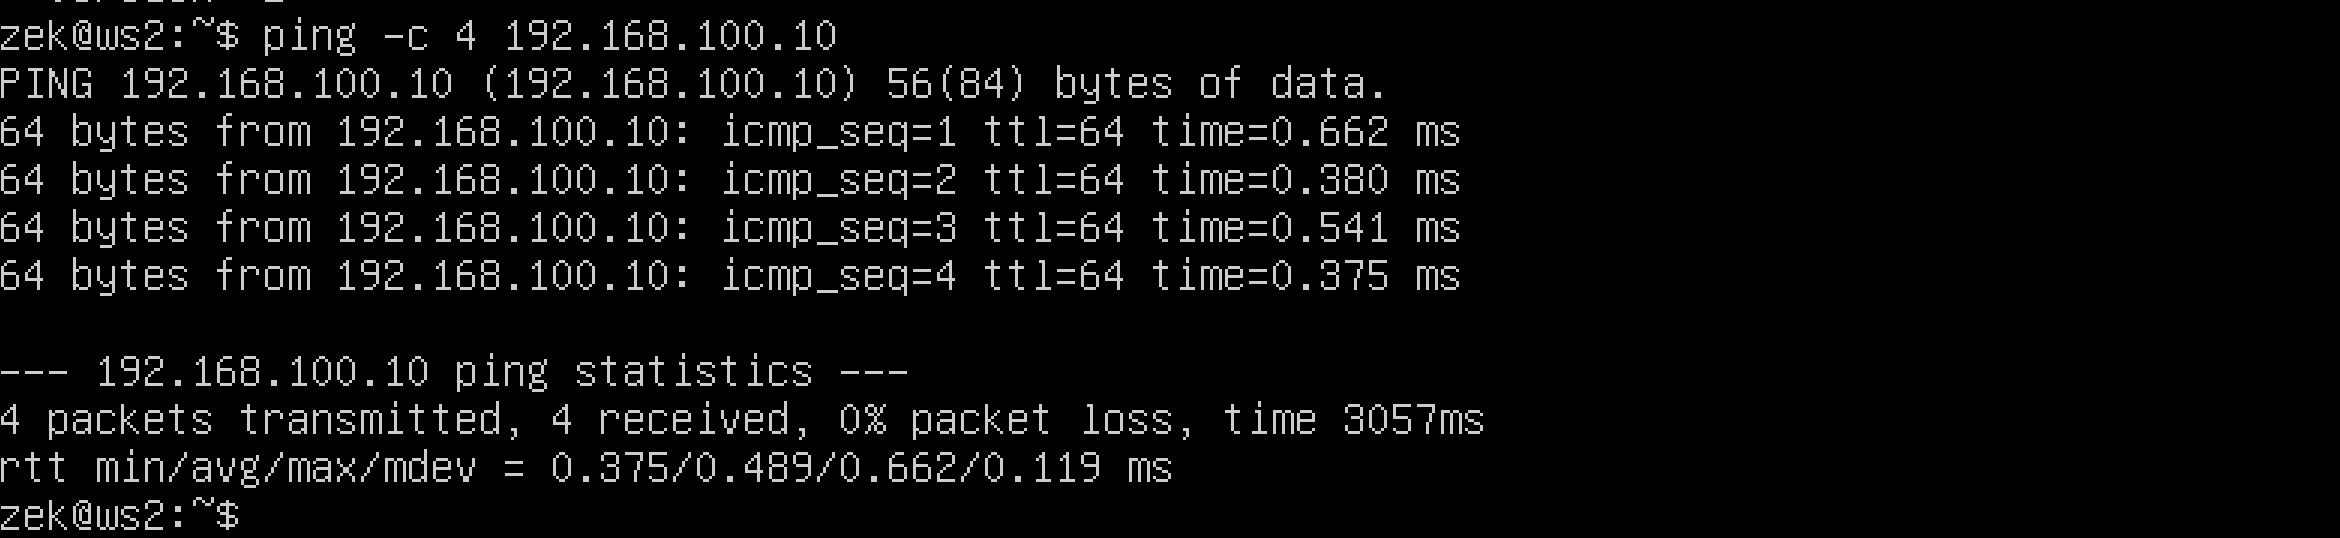 zek@ws2:~$ ping -c 4 192.168.100.10
PING 192.168.100.10 (192.168.100.10) 56(84) bytes of data.
64 bytes from 192.168.100.10: icmp_seq=1 ttl=64 time=0.662 ms
64 bytes from 192.168.100.10: icmp_seq=2 ttl=64 time=0.380 ms
64 bytes from 192.168.100.10: icmp_seq=3 ttl=64 time=0.541 ms
64 bytes from 192.168.100.10: icmp_seq=4 ttl=64 time=0.375 ms
--- 192.168.100.10 ping statistics ---
4 packets transmitted, 4 received, 0% packet loss, time 3057ms
rtt min/avg/max/mdev = 0.375/0.489/0.662/0.119 ms
zek@ws2:~$